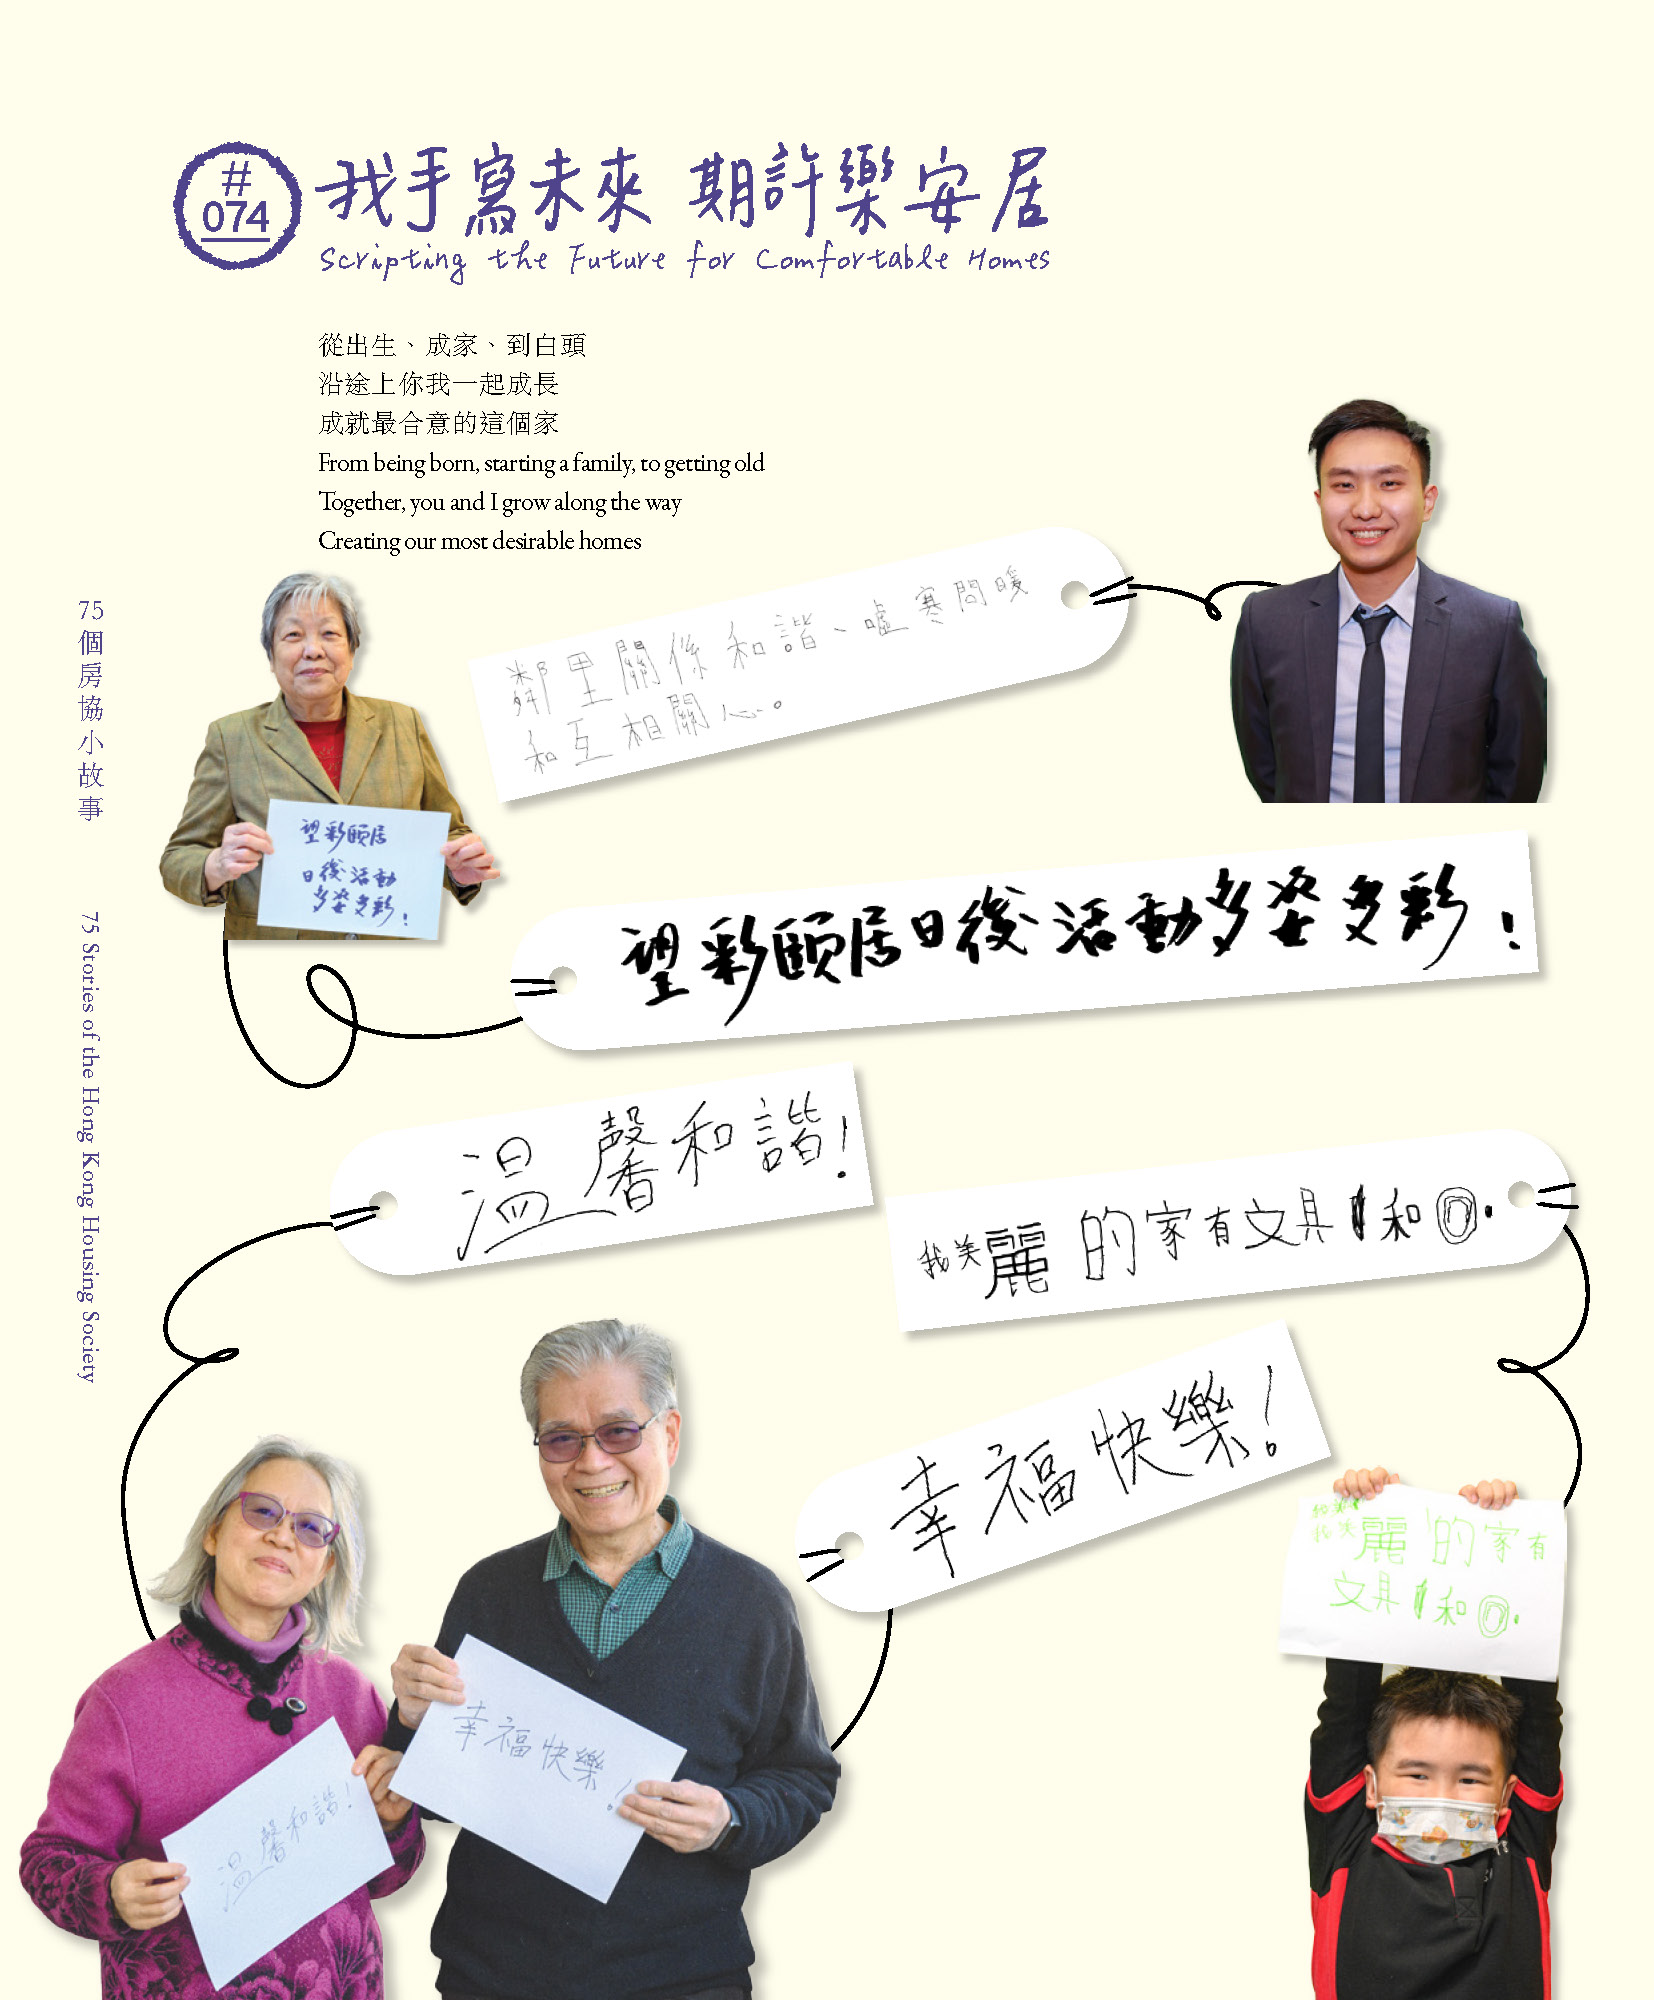 #
074
我手寫未來 期許樂安居
Scripting the Future for Comfortable Homes
從出生、成家、到白頭
沿途上你我一起成長
成就最合意的這個家
From being born, starting a family, to getting old
Together, you and I grow along the way
Creating our most desirable homes
75個房協小故事
75 Stories of the Hong Kong Housing Society
鄰里關係和諧、噓寒問暖
和互相關心。
望彩頤居
日後活動
多姿多彩!
望彩頤居日後活動多姿多彩!
溫馨和諧!
我美麗的家有文具和
幸福快樂!
我美麗的家有
文具和
幸福快樂!
溫馨和諧!